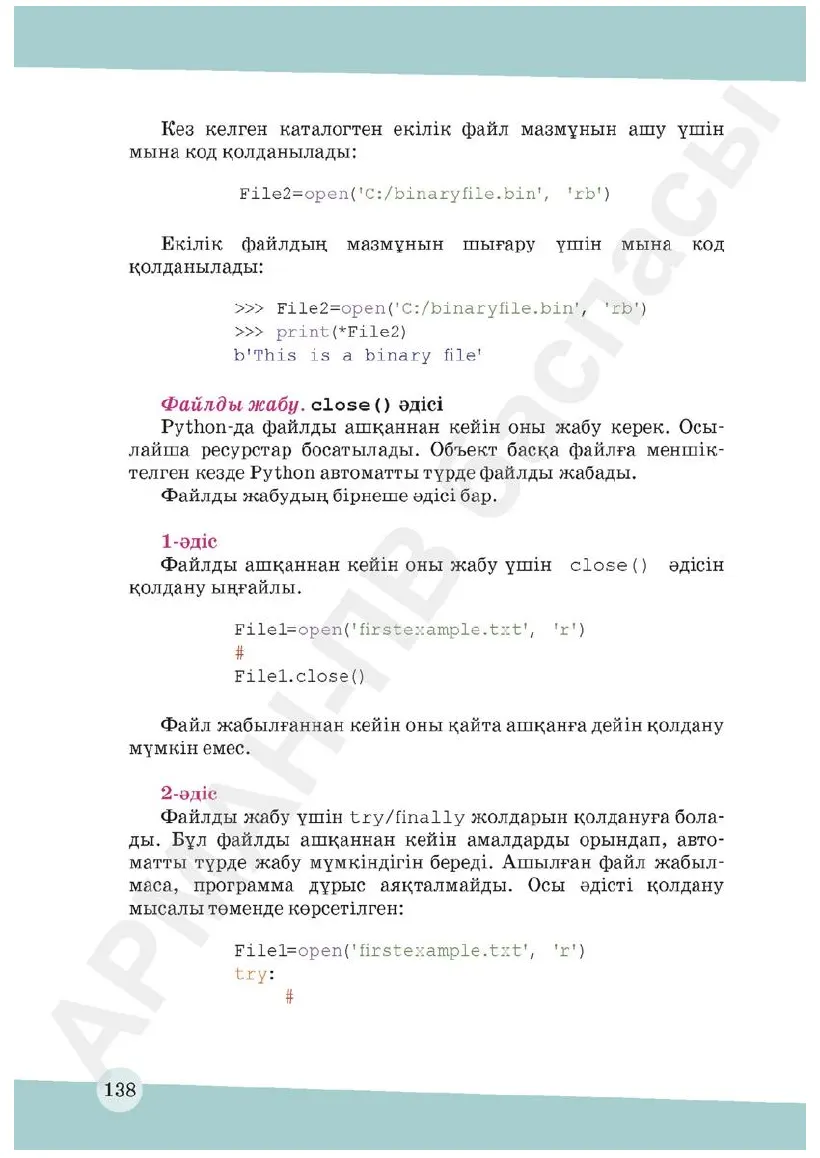 Кез келген каталогтен екілік файл мазмұнын ашу үшін
мына код қолданылады:
File2=open('C:/binaryfile.bin', 'rb')
Екілік файлдың мазмұнын шығару үшін мына код
қолданылады:
>>> File2=open('C:/binaryfile.bin', 'rb')
>>> print(*File2)
b'This is a binary file'
Файлды жабу. close() әдісі
Python-да файлды ашқаннан кейін оны жабу керек. Осы-
лайша ресурстар босатылады. Объект басқа файлға меншік-
телген кезде Python автоматты түрде файлды жабады.
Файлды жабудың бірнеше әдісі бар.
1-әдіс
Файлды ашқаннан кейін оны жабу үшін close() әдісін
қолдану ыңғайлы.
File1=open('firstexample.txt', 'r')
#
File1.close()
Файл жабылғаннан кейін оны қайта ашқанға дейін қолдану
мүмкін емес.
2-әдіс
Файлды жабу үшін try/finally жолдарын қолдануға бола-
ды. Бұл файлды ашқаннан кейін амалдарды орындап, авто-
матты түрде жабу мүмкіндігін береді. Ашылған файл жабыл-
маса, программа дұрыс аяқталмайды. Осы әдісті қолдану
мысалы төменде көрсетілген:
File1=open('firstexample.txt', 'r')
try:
#
138
АРМАН-ПВ баспасы